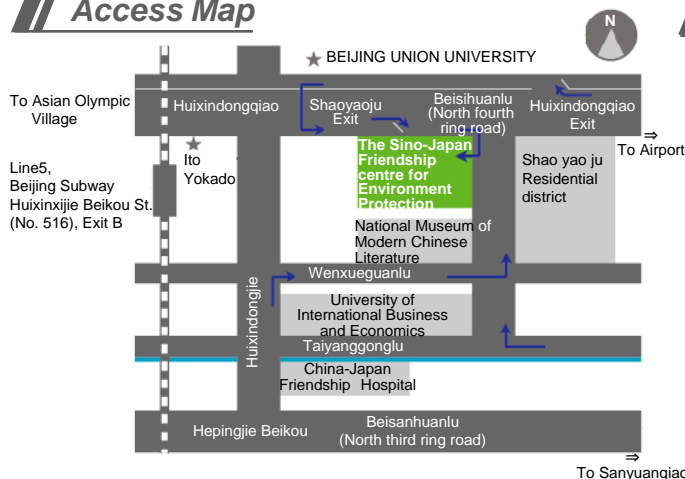 Access Map
N
BEIJING UNION UNIVERSITY
To Asian Olympic
Village
Huixindongqiao
Shaoyaoju
Exit
Beisihuanlu
(North fourth
ring road)
Huixindongqiao
Exit
⇒
To Airport
Ito
Yokado
The Sino-Japan
Friendship
centre for
Environment
Protection
Shao yao ju
Residential
district
Line5,
Beijing Subway
Huixinxijie Beikou St.
(No. 516), Exit B
National Museum of
Modern Chinese
Literature
Wenxueguanlu
Huixindongjie
University of
International Business
and Economics
Taiyanggonglu
China-Japan
Friendship Hospital
Hepingjie Beikou
Beisanhuanlu
(North third ring road)
⇒
To Sanyuanqiao